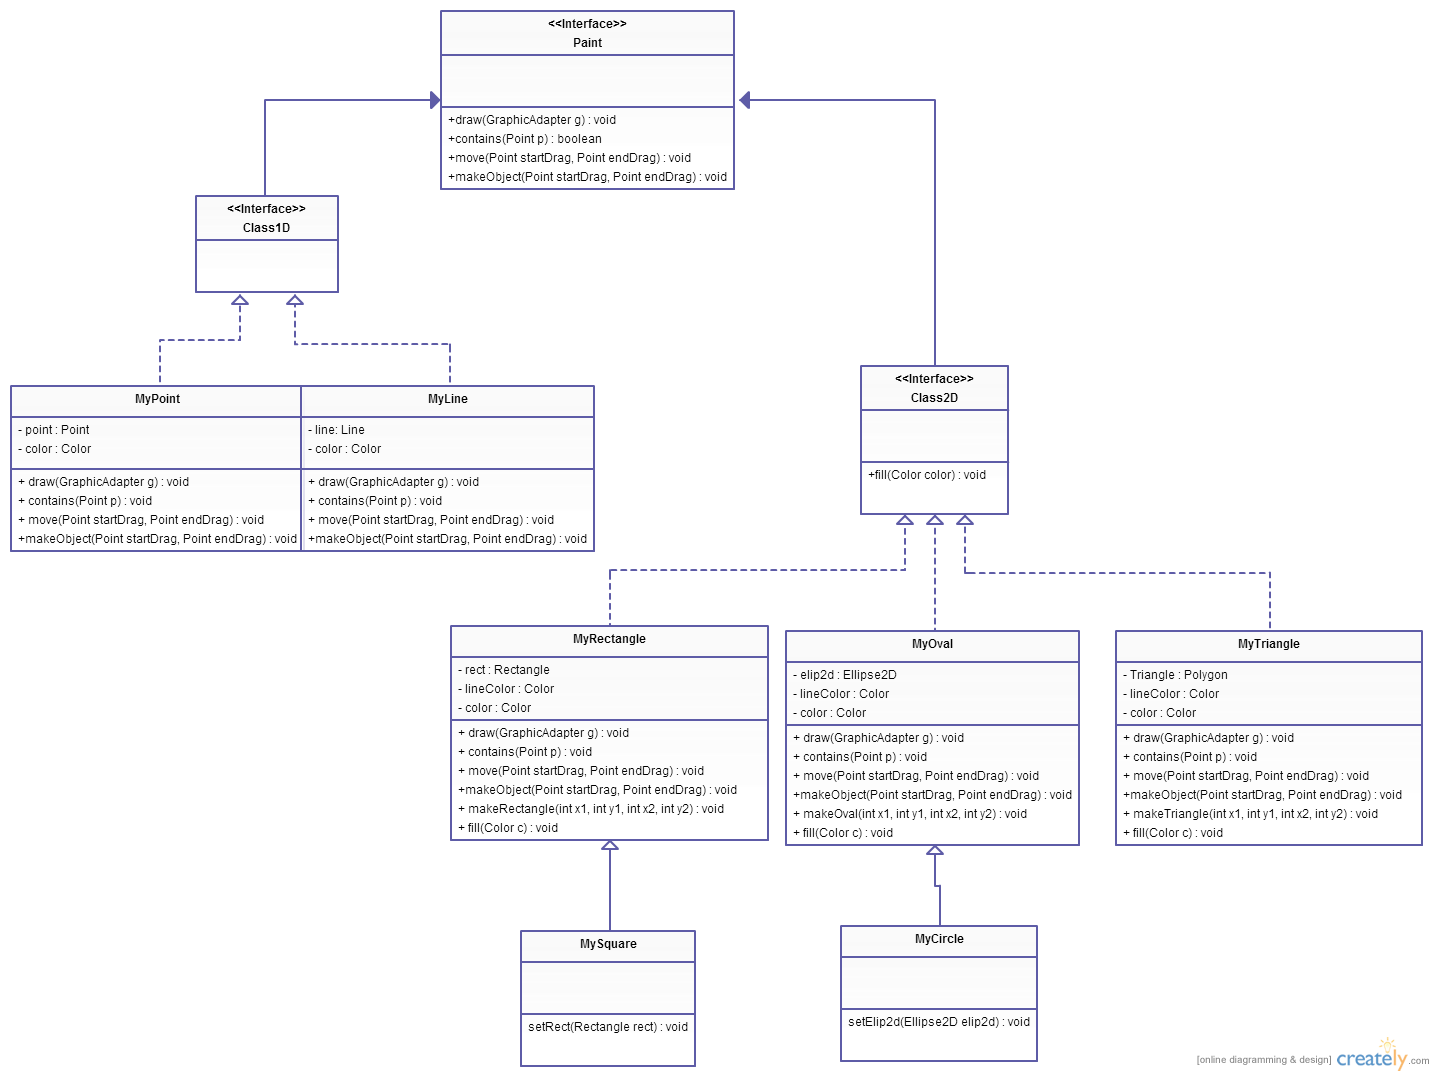 <<Interface>>
Paint
+draw(GraphicAdapter g) : void
+contains(Point p) : boolean
+move(Point startDrag, Point endDrag) : void
+makeObject(Point startDrag, Point endDrag) : void
<<Interface>>
Class1D
MyPoint
- point : Point
- color : Color
+ draw(GraphicAdapter g) : void
+ contains(Point p) : void
+ move(Point startDrag, Point endDrag) : void
+makeObject(Point startDrag, Point endDrag) : void
MyLine
- line: Line
- color : Color
+ draw(GraphicAdapter g) : void
+ contains(Point p) : void
+ move(Point startDrag, Point endDrag) : void
+makeObject(Point startDrag, Point endDrag) : void
<<Interface>>
Class2D
+fill(Color color) : void
MyRectangle
- rect : Rectangle
- lineColor : Color
- color : Color
+ draw(GraphicAdapter g) : void
+ contains(Point p) : void
+ move(Point startDrag, Point endDrag) : void
+makeObject(Point startDrag, Point endDrag) : void
+ makeRectangle(int x1, int y1, int x2, int y2) : void
+ fill(Color c) : void
MyOval
- elip2d : Ellipse2D
- lineColor : Color
- color : Color
+ draw(GraphicAdapter g) : void
+ contains(Point p) : void
+ move(Point startDrag, Point endDrag) : void
+makeObject(Point startDrag, Point endDrag) : void
+ makeOval(int x1, int y1, int x2, int y2) : void
+ fill(Color c) : void
MyTriangle
- Triangle : Polygon
- lineColor : Color
- color : Color
+ draw(GraphicAdapter g) : void
+ contains(Point p) : void
+ move(Point startDrag, Point endDrag) : void
+makeObject(Point startDrag, Point endDrag) : void
+ makeTriangle(int x1, int y1, int x2, int y2) : void
+ fill(Color c) : void
MySquare
setRect(Rectangle rect) : void
MyCircle
setElip2d(Ellipse2D elip2d) : void
[online diagramming & design] creately.com